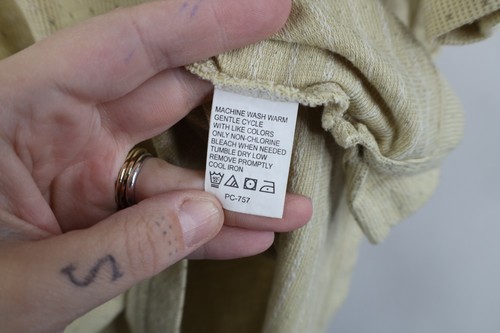 MACHINE WASH WARM
GENTLE CYCLE
WITH LIKE COLORS
ONLY NON-CHLORINE
BLEACH WHEN NEEDED
TUMBLE DRY LOW
REMOVE PROMPTLY
COOL IRON
PC-757
S